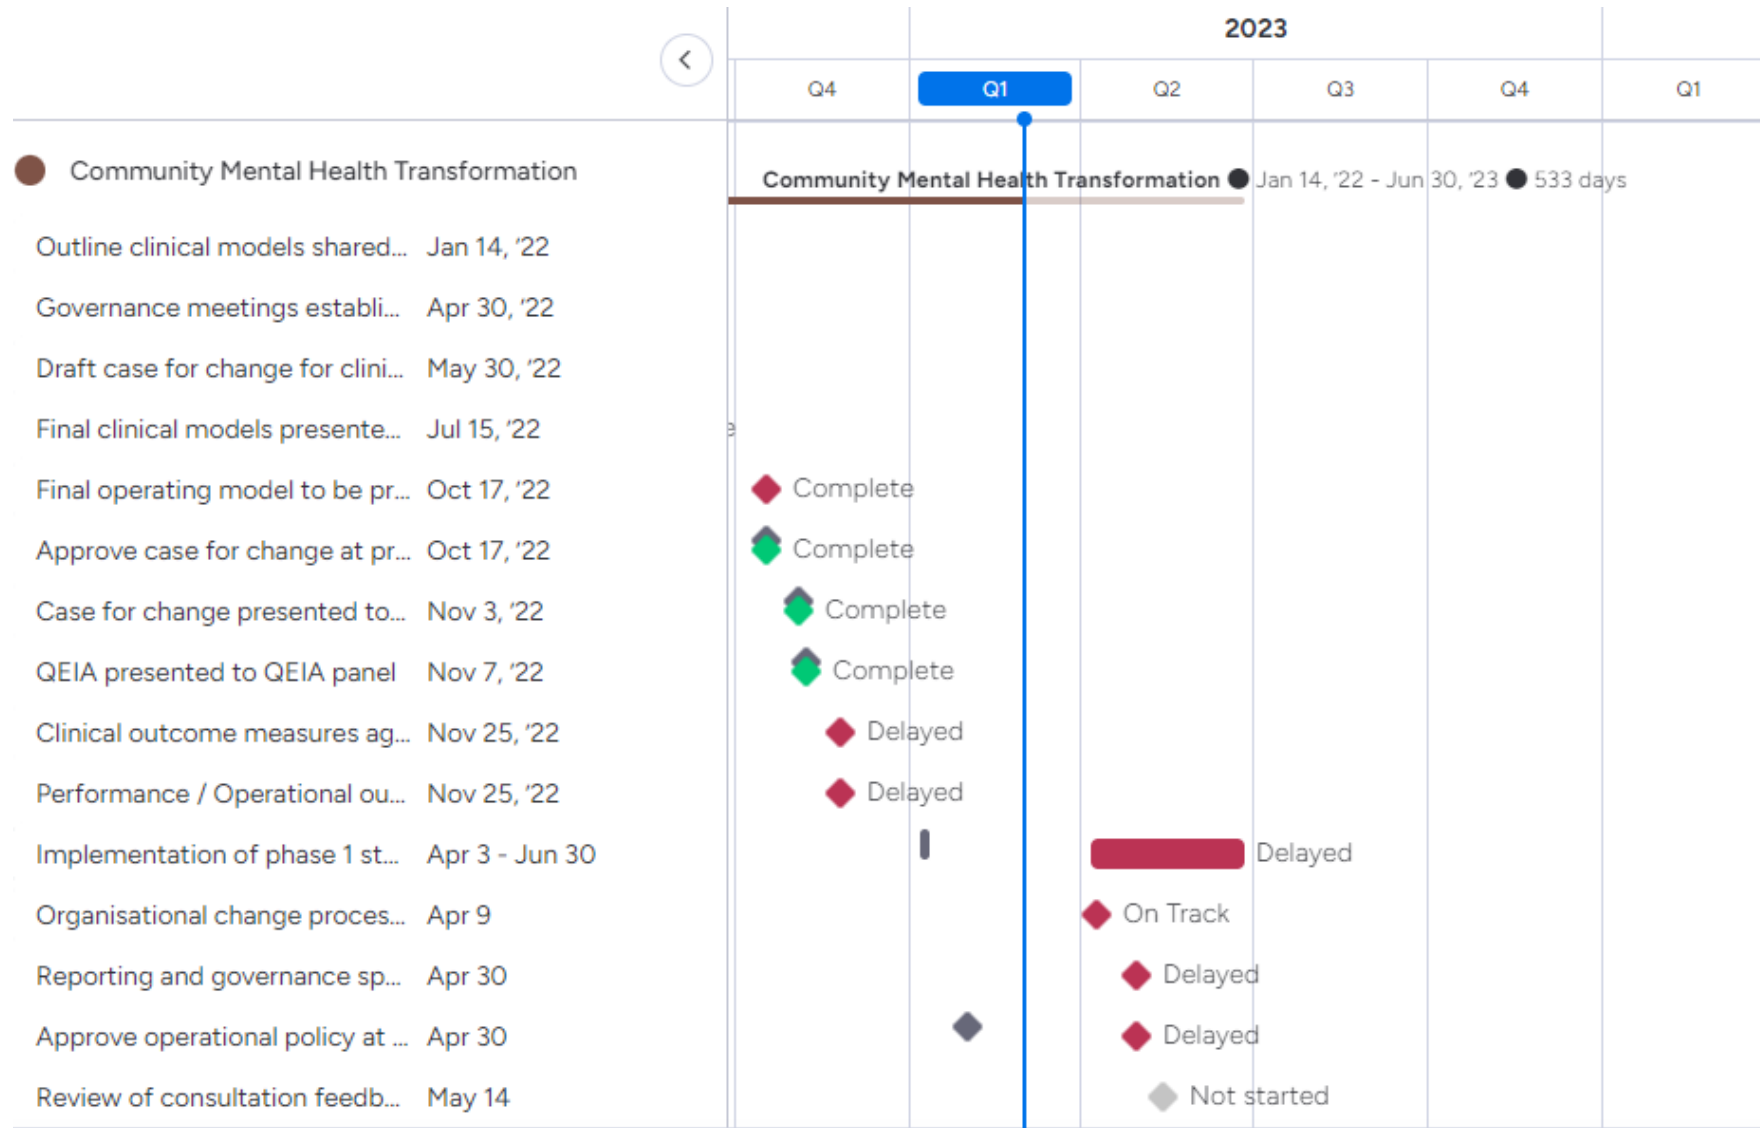 2023
Q4 Q1 Q2 Q3 Q4 Q1
Community Mental Health Transformation
Community Mental Health Transformation ● Jan 14, '22 - Jun 30, '23 ● 533 days
Outline clinical models shared... Jan 14, '22
Governance meetings establi... Apr 30, '22
Draft case for change for clini... May 30, '22
Final clinical models presente... Jul 15, '22 e
Final operating model to be pr... Oct 17, '22 Complete
Approve case for change at pr... Oct 17, '22 Complete
Case for change presented to... Nov 3, '22 Complete
QEIA presented to QEIA panel Nov 7, '22 Complete
Clinical outcome measures ag... Nov 25, '22 Delayed
Performance / Operational ou... Nov 25, '22 Delayed
Implementation of phase 1 st... Apr 3 - Jun 30 Delayed
Organisational change proces... Apr 9 On Track
Reporting and governance sp... Apr 30 Delayed
Approve operational policy at ... Apr 30 Delayed
Review of consultation feedb... May 14 Not started